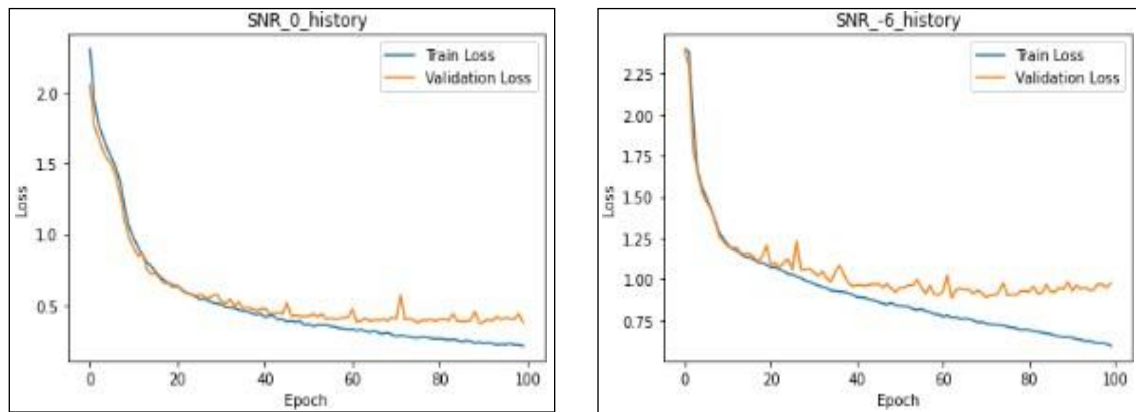 SNR_0_history
Train Loss
Validation Loss
2.0
1.5
1.0
0.5
Loss
0 20 40 60 80 100
Epoch
SNR_-6_history
Train Loss
Validation Loss
2.25
2.00
1.75
1.50
1.25
1.00
0.75
Loss
0 20 40 60 80 100
Epoch